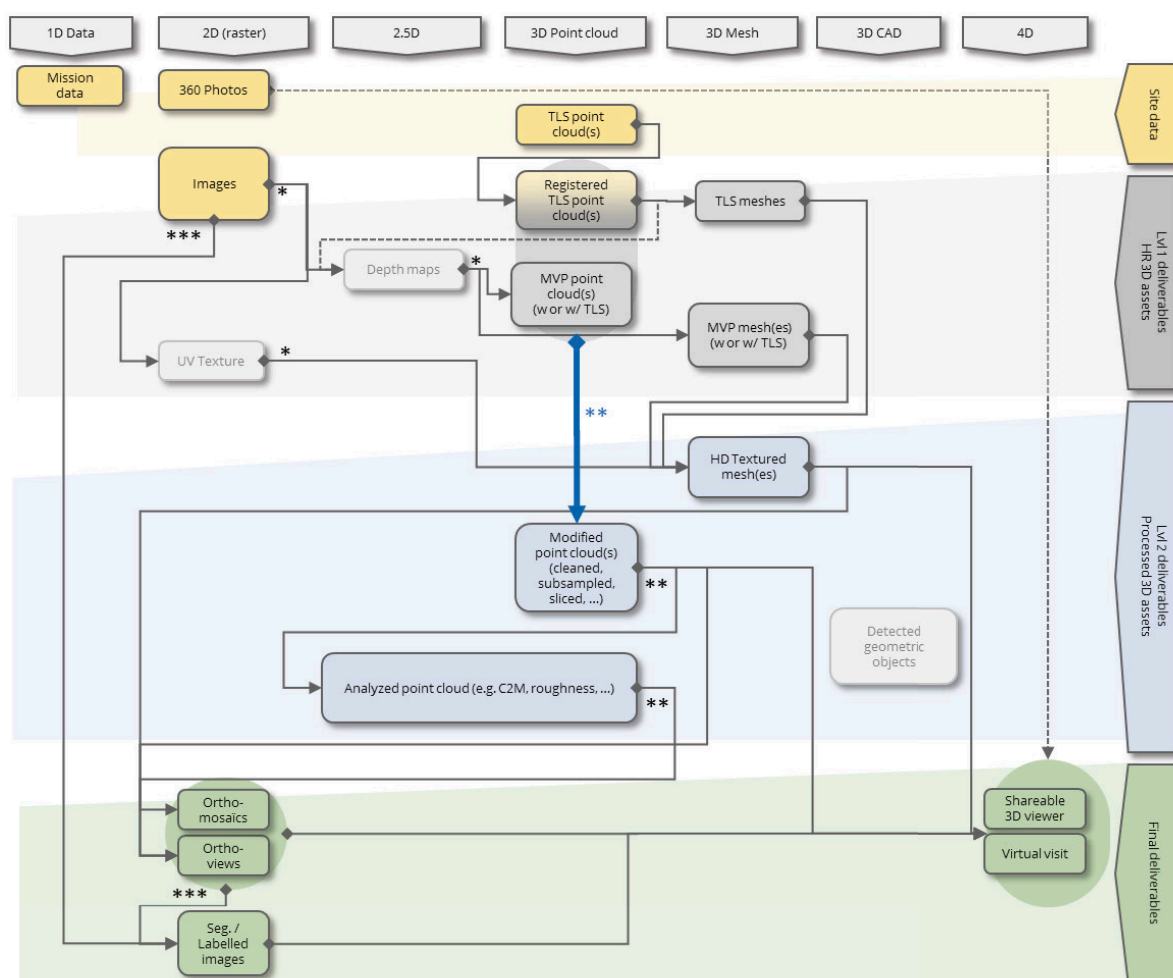 1D Data
2D (raster)
2.5D
3D Point cloud
3D Mesh
3D CAD
4D
Mission
data
360 Photos
TLS point
cloud(s)
Site data
Images
*
***
Registered
TLS point
cloud(s)
TLS meshes
Depth maps
*
MVP point
cloud(s)
(w or w/ TLS)
MVP mesh(es)
(w or w/ TLS)
UV Texture
*
Lvl 1 deliverables
HR 3D assets
**
HD Textured
mesh(es)
Modified
point cloud(s)
(cleaned,
subsampled,
sliced, ...)
**
Detected
geometric
objects
Analyzed point cloud (e.g. C2M, roughness, ...)
**
Lvl 2 deliverables
Processed 3D assets
Ortho-
mosaïcs
Ortho-
views
***
Seg. /
Labelled
images
Shareable
3D viewer
Virtual visit
Final deliverables